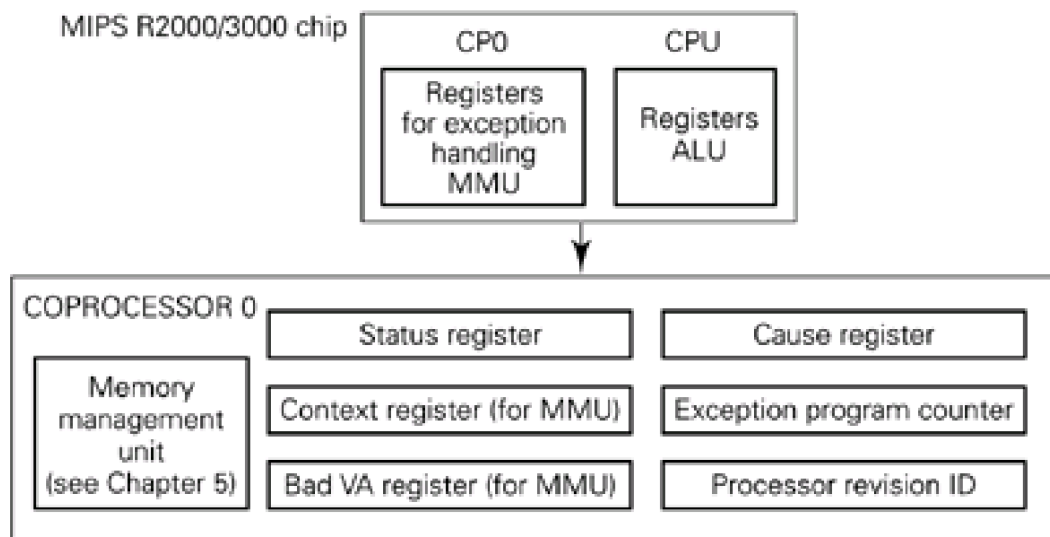 MIPS R2000/3000 chip
CP0
CPU
Registers
for exception
handling
MMU
Registers
ALU
COPROCESSOR 0
Memory
management
unit
(see Chapter 5)
Status register
Cause register
Context register (for MMU)
Exception program counter
Bad VA register (for MMU)
Processor revision ID